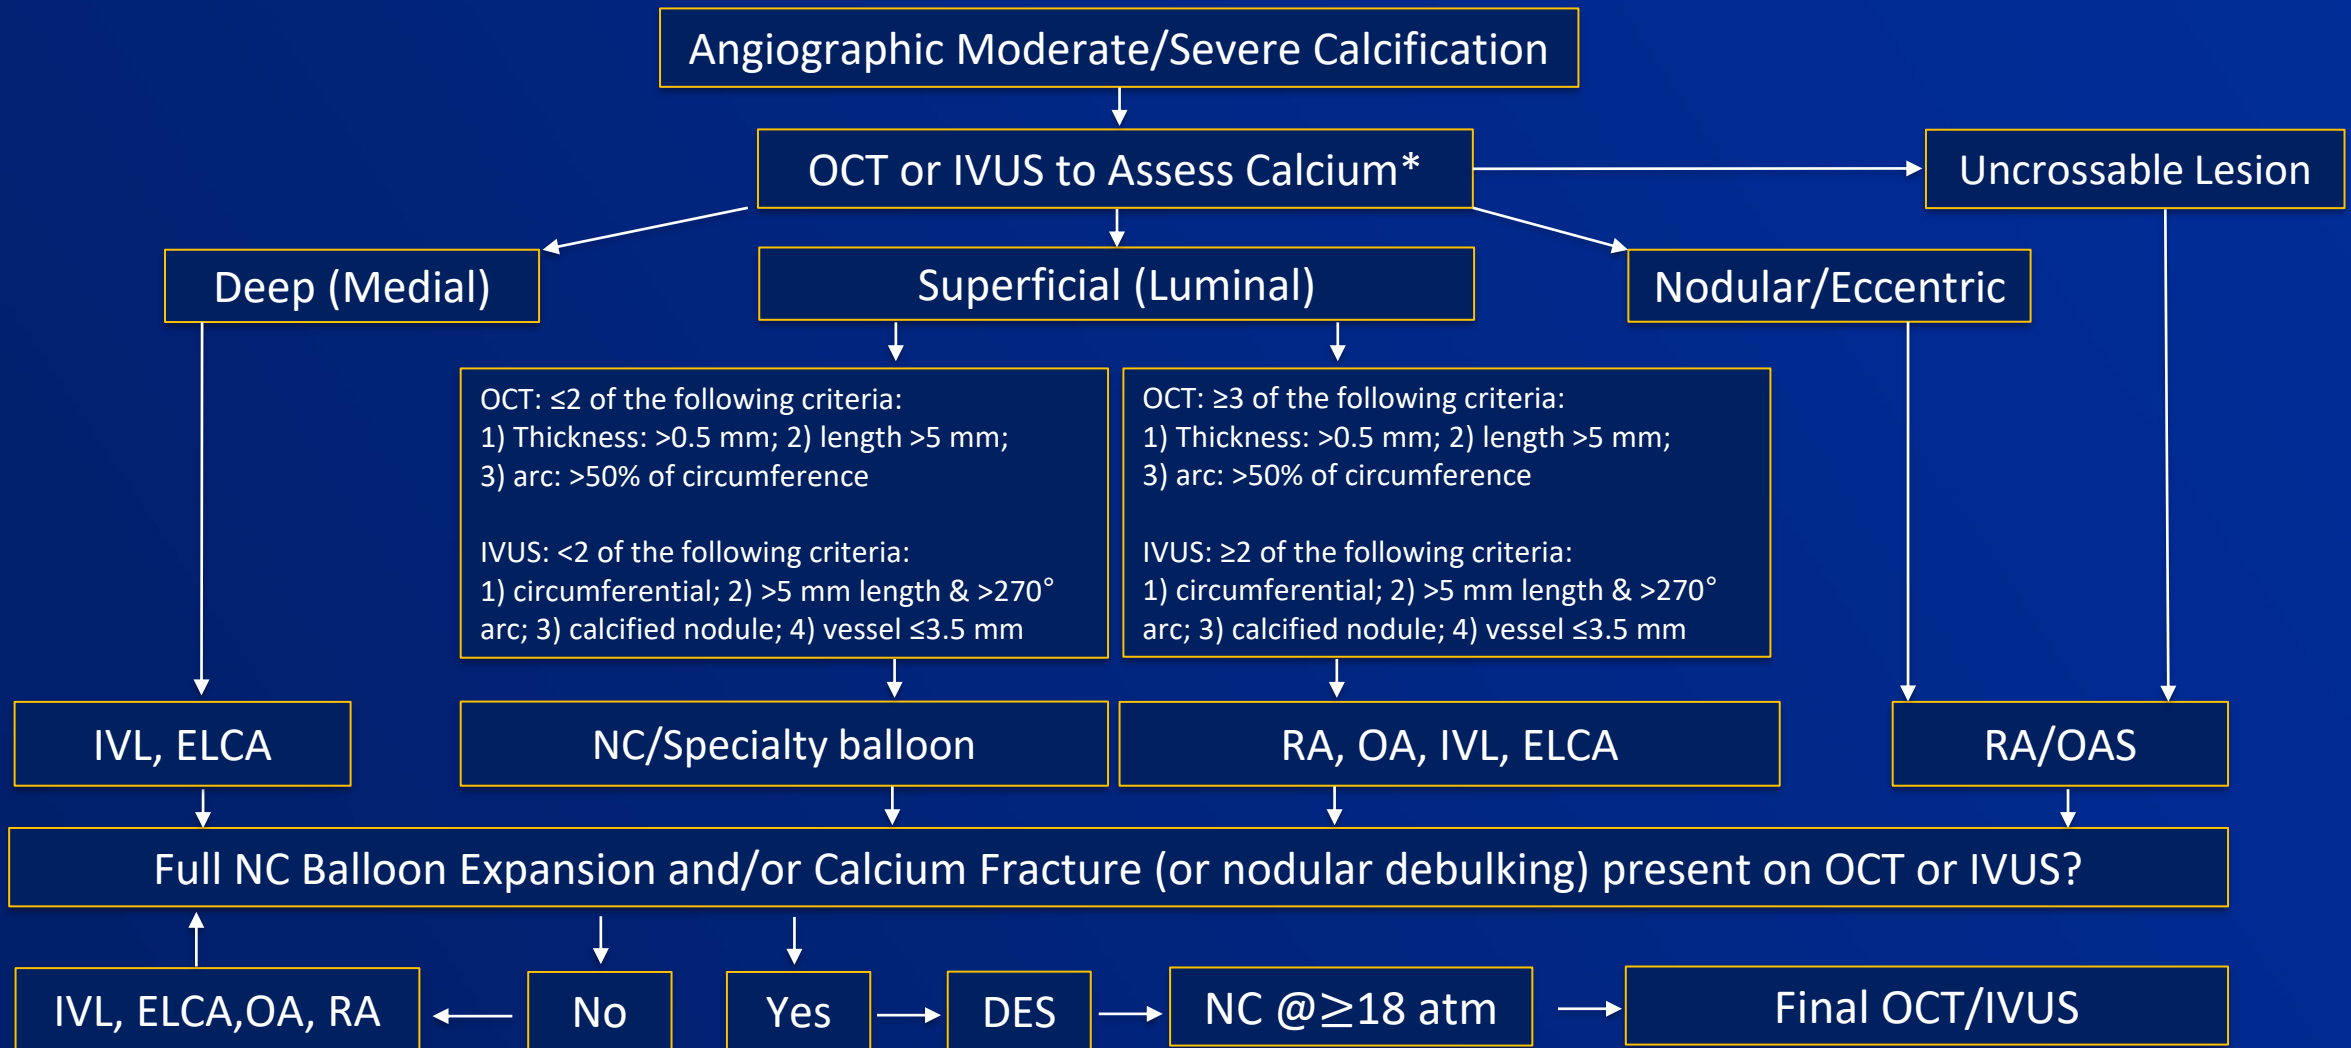 Angiographic Moderate/Severe Calcification
OCT or IVUS to Assess Calcium*
Uncrossable Lesion
Deep (Medial)
Superficial (Luminal)
Nodular/Eccentric
OCT: ≤2 of the following criteria:
1) Thickness: >0.5 mm; 2) length >5 mm;
3) arc: >50% of circumference
IVUS: <2 of the following criteria:
1) circumferential; 2) >5 mm length & >270°
arc; 3) calcified nodule; 4) vessel ≤3.5 mm
OCT: ≥3 of the following criteria:
1) Thickness: >0.5 mm; 2) length >5 mm;
3) arc: >50% of circumference
IVUS: ≥2 of the following criteria:
1) circumferential; 2) >5 mm length & >270°
arc; 3) calcified nodule; 4) vessel ≤3.5 mm
IVL, ELCA
NC/Specialty balloon
RA, OA, IVL, ELCA
RA/OAS
Full NC Balloon Expansion and/or Calcium Fracture (or nodular debulking) present on OCT or IVUS?
IVL, ELCA,OA, RA
No
Yes
DES
NC @≥18 atm
Final OCT/IVUS